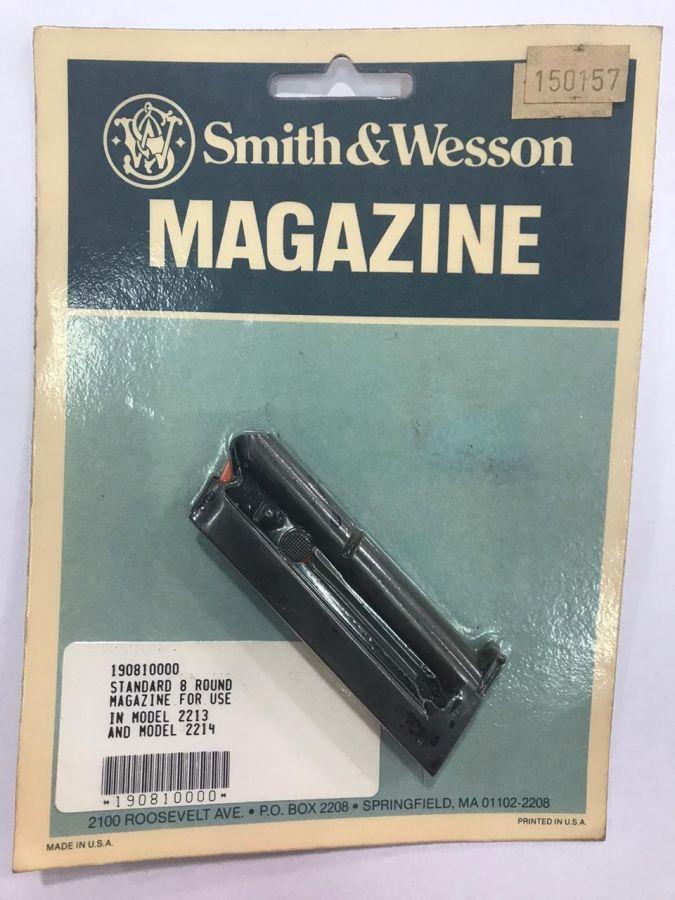 150157
Smith & Wesson
MAGAZINE
190810000
STANDARD 8 ROUND
MAGAZINE FOR USE
IN MODEL 2213
AND MODEL 2214
*190810000*
2100 ROOSEVELT AVE. • P.O. BOX 2208 • SPRINGFIELD, MA 01102-2208
PRINTED IN U.S.A.
MADE IN U.S.A.